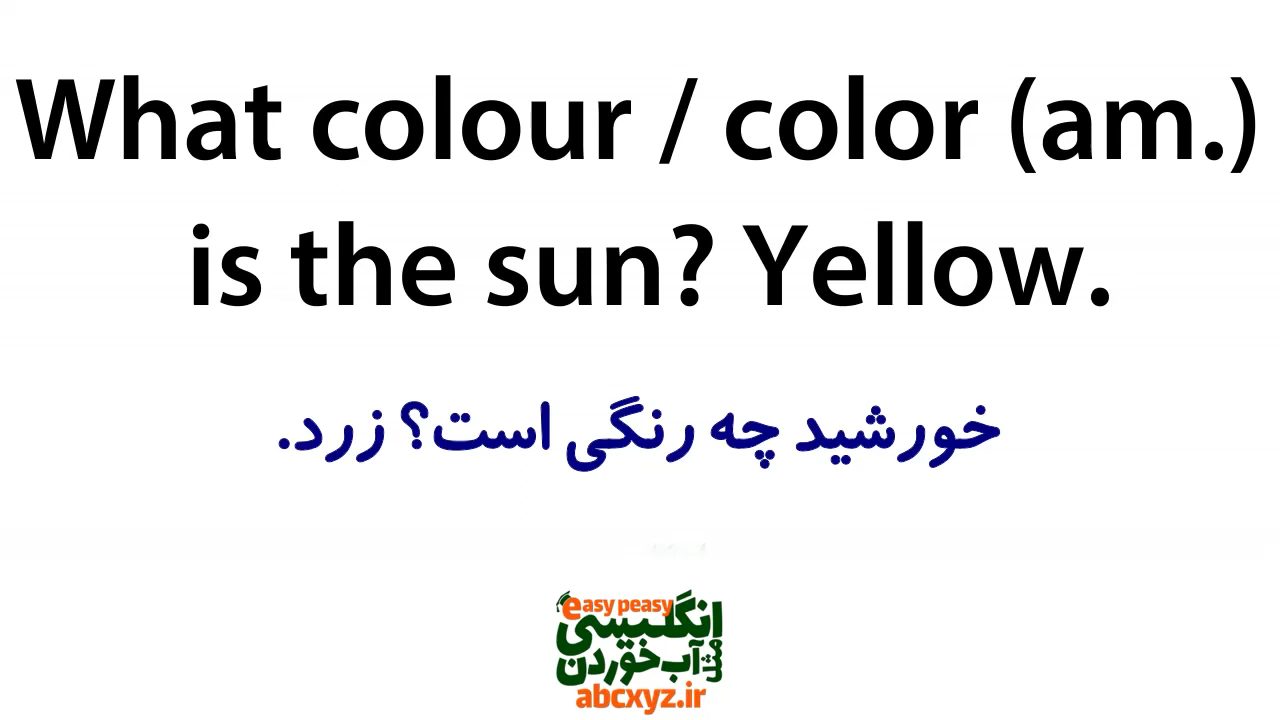 What colour / color (am.)
is the sun? Yellow.
خورشید چه رنگی است؟ زرد.
easy peasy
انگلیسی
مثل آب خوردن
abcxyz.ir